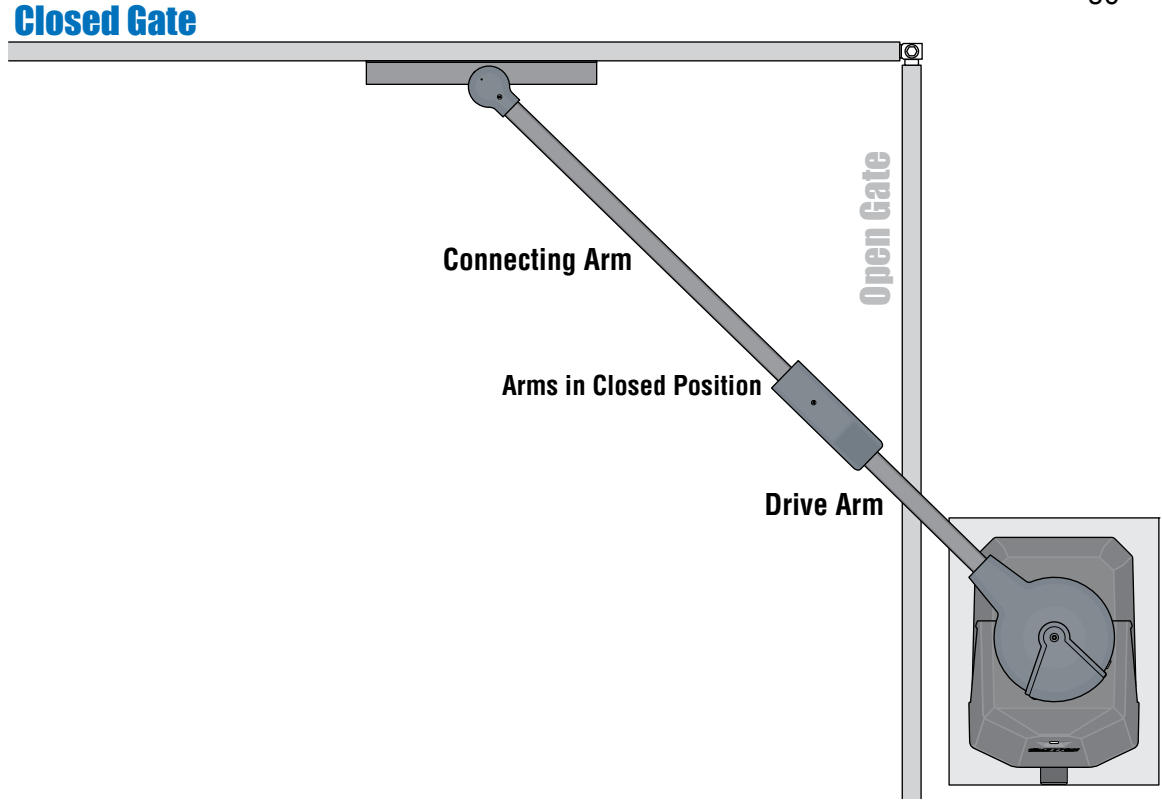 Closed Gate
Open Gate
Connecting Arm
Arms in Closed Position
Drive Arm